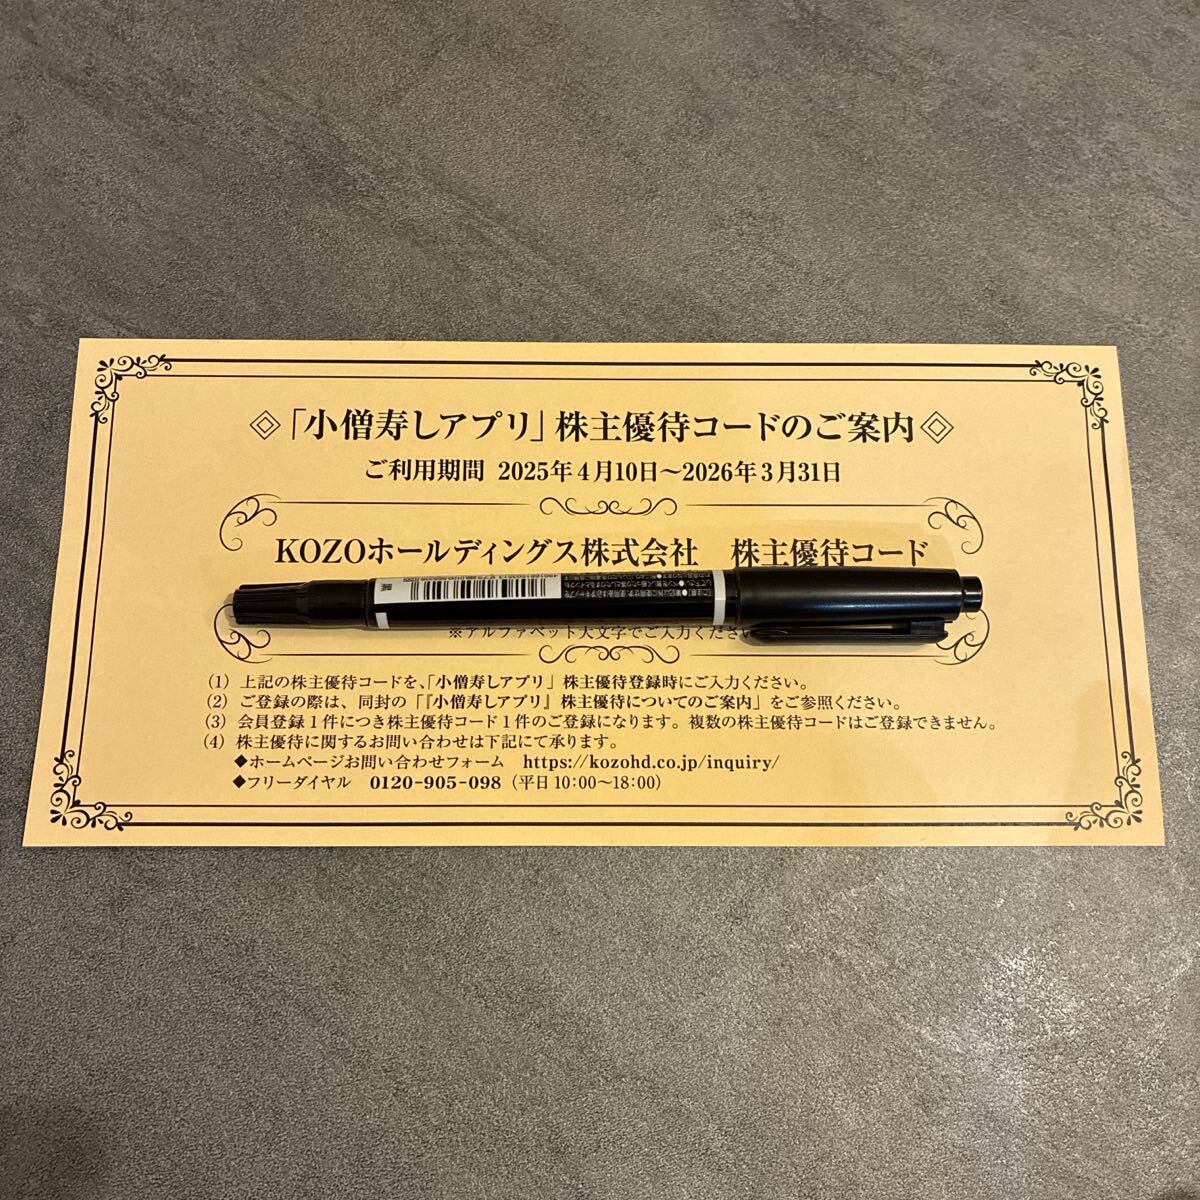 ◇「小僧寿しアプリ」株主優待コードのご案内◇
ご利用期間 2025年4月10日～2026年3月31日
KOZOホールディングス株式会社 株主優待コード
※アルファベット大文字でご入力ください
(1) 上記の株主優待コードを、「小僧寿しアプリ」株主優待登録時にご入力ください。
(2) ご登録の際は、同封の「『小僧寿しアプリ』株主優待についてのご案内」をご参照ください。
(3) 会員登録1件につき株主優待コード1件のご登録になります。複数の株主優待コードはご登録できません。
(4) 株主優待に関するお問い合わせは下記にて承ります。
◆ホームページお問い合わせフォーム https://kozohd.co.jp/inquiry/
◆フリーダイヤル 0120-905-098（平日10:00～18:00）